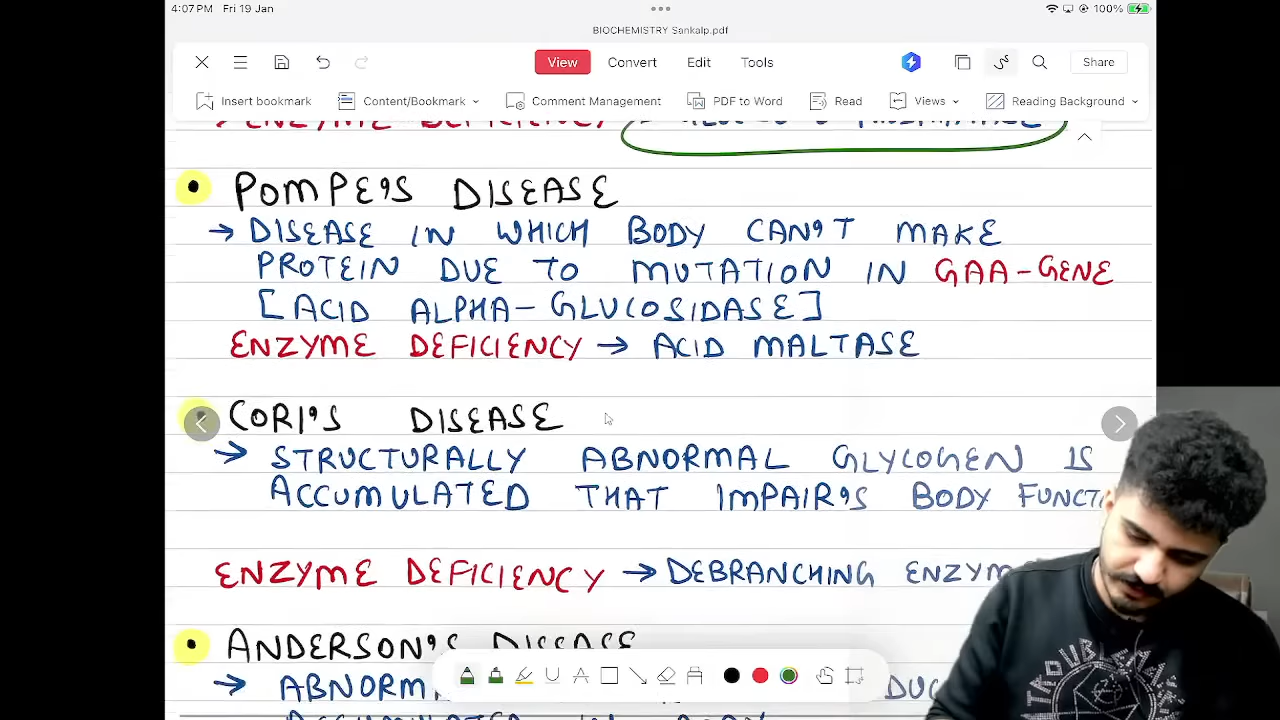 4:07 PM Fri 19 Jan
100%
BIOCHEMISTRY Sankalp.pdf
View Convert Edit Tools Share
Insert bookmark Content/Bookmark Comment Management PDF to Word Read Views Reading Background
ENZYME DEFICIENCY
POMPE'S DISEASE
→ DISEASE IN WHICH BODY CAN'T MAKE
PROTEIN DUE TO MUTATION IN GAA-GENE
[ACID ALPHA-GLUCOSIDASE]
ENZYME DEFICIENCY → ACID MALTASE
CORI'S DISEASE
→ STRUCTURALLY ABNORMAL GLYCOGEN IS
ACCUMULATED THAT IMPAIR'S BODY FUNCT
ENZYME DEFICIENCY → DEBRANCHING ENZYM
ANDERSON'S DISEASE
→ ABNORM